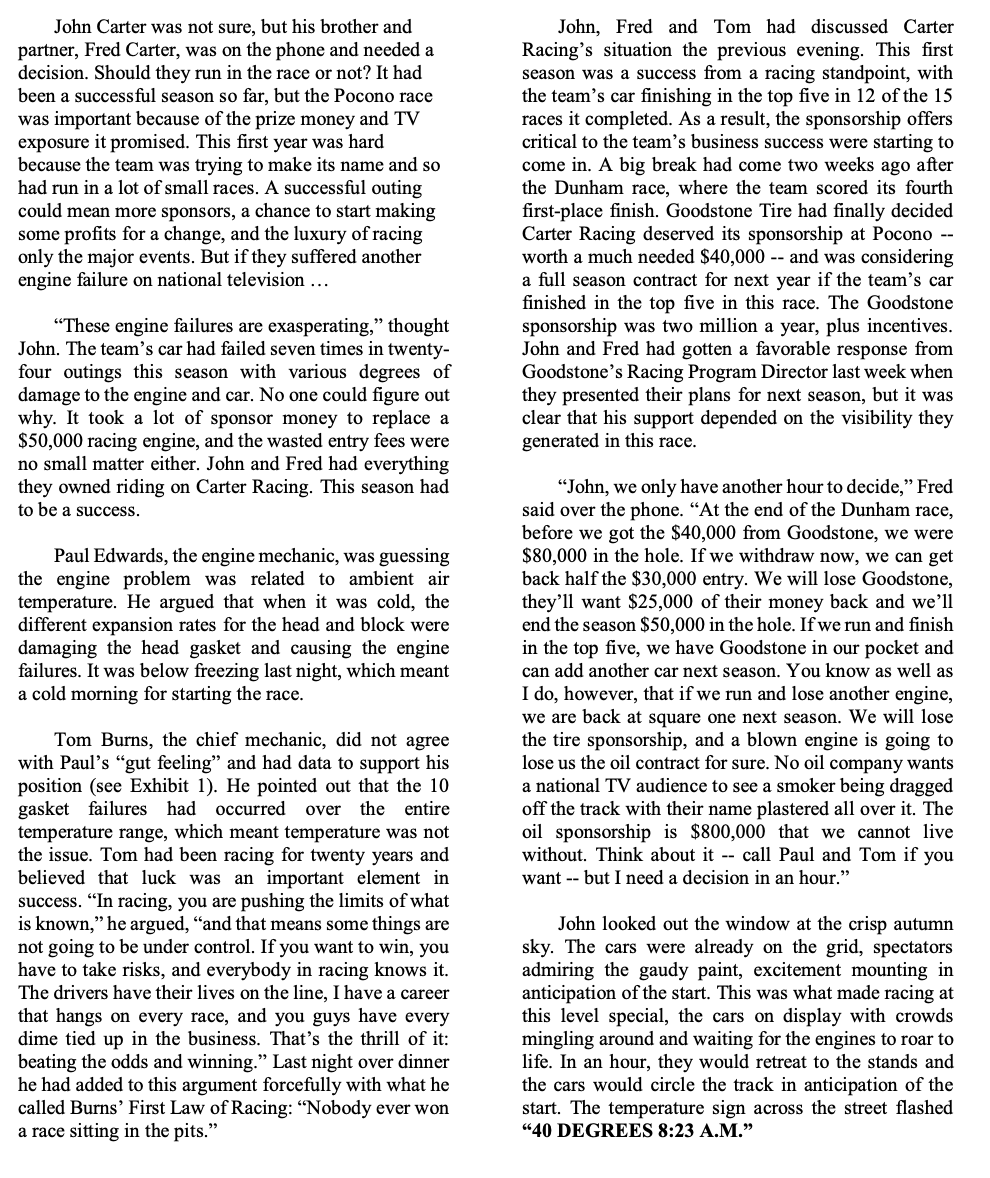 John Carter was not sure, but his brother and
partner, Fred Carter, was on the phone and needed a
decision. Should they run in the race or not? It had
been a successful season so far, but the Pocono race
was important because of the prize money and TV
exposure it promised. This first year was hard
because the team was trying to make its name and so
had run in a lot of small races. A successful outing
could mean more sponsors, a chance to start making
some profits for a change, and the luxury of racing
only the major events. But if they suffered another
engine failure on national television …
“These engine failures are exasperating,” thought
John. The team’s car had failed seven times in twenty-
four outings this season with various degrees of
damage to the engine and car. No one could figure out
why. It took a lot of sponsor money to replace a
$50,000 racing engine, and the wasted entry fees were
no small matter either. John and Fred had everything
they owned riding on Carter Racing. This season had
to be a success.
Paul Edwards, the engine mechanic, was guessing
the engine problem was related to ambient air
temperature. He argued that when it was cold, the
different expansion rates for the head and block were
damaging the head gasket and causing the engine
failures. It was below freezing last night, which meant
a cold morning for starting the race.
Tom Burns, the chief mechanic, did not agree
with Paul’s “gut feeling” and had data to support his
position (see Exhibit 1). He pointed out that the 10
gasket failures had occurred over the entire
temperature range, which meant temperature was not
the issue. Tom had been racing for twenty years and
believed that luck was an important element in
success. “In racing, you are pushing the limits of what
is known,” he argued, “and that means some things are
not going to be under control. If you want to win, you
have to take risks, and everybody in racing knows it.
The drivers have their lives on the line, I have a career
that hangs on every race, and you guys have every
dime tied up in the business. That’s the thrill of it:
beating the odds and winning.” Last night over dinner
he had added to this argument forcefully with what he
called Burns’ First Law of Racing: “Nobody ever won
a race sitting in the pits.”
John, Fred and Tom had discussed Carter
Racing’s situation the previous evening. This first
season was a success from a racing standpoint, with
the team’s car finishing in the top five in 12 of the 15
races it completed. As a result, the sponsorship offers
critical to the team’s business success were starting to
come in. A big break had come two weeks ago after
the Dunham race, where the team scored its fourth
first-place finish. Goodstone Tire had finally decided
Carter Racing deserved its sponsorship at Pocono --
worth a much needed $40,000 -- and was considering
a full season contract for next year if the team’s car
finished in the top five in this race. The Goodstone
sponsorship was two million a year, plus incentives.
John and Fred had gotten a favorable response from
Goodstone’s Racing Program Director last week when
they presented their plans for next season, but it was
clear that his support depended on the visibility they
generated in this race.
“John, we only have another hour to decide,” Fred
said over the phone. “At the end of the Dunham race,
before we got the $40,000 from Goodstone, we were
$80,000 in the hole. If we withdraw now, we can get
back half the $30,000 entry. We will lose Goodstone,
they’ll want $25,000 of their money back and we’ll
end the season $50,000 in the hole. If we run and finish
in the top five, we have Goodstone in our pocket and
can add another car next season. You know as well as
I do, however, that if we run and lose another engine,
we are back at square one next season. We will lose
the tire sponsorship, and a blown engine is going to
lose us the oil contract for sure. No oil company wants
a national TV audience to see a smoker being dragged
off the track with their name plastered all over it. The
oil sponsorship is $800,000 that we cannot live
without. Think about it -- call Paul and Tom if you
want -- but I need a decision in an hour.”
John looked out the window at the crisp autumn
sky. The cars were already on the grid, spectators
admiring the gaudy paint, excitement mounting in
anticipation of the start. This was what made racing at
this level special, the cars on display with crowds
mingling around and waiting for the engines to roar to
life. In an hour, they would retreat to the stands and
the cars would circle the track in anticipation of the
start. The temperature sign across the street flashed
“40 DEGREES 8:23 A.M.”